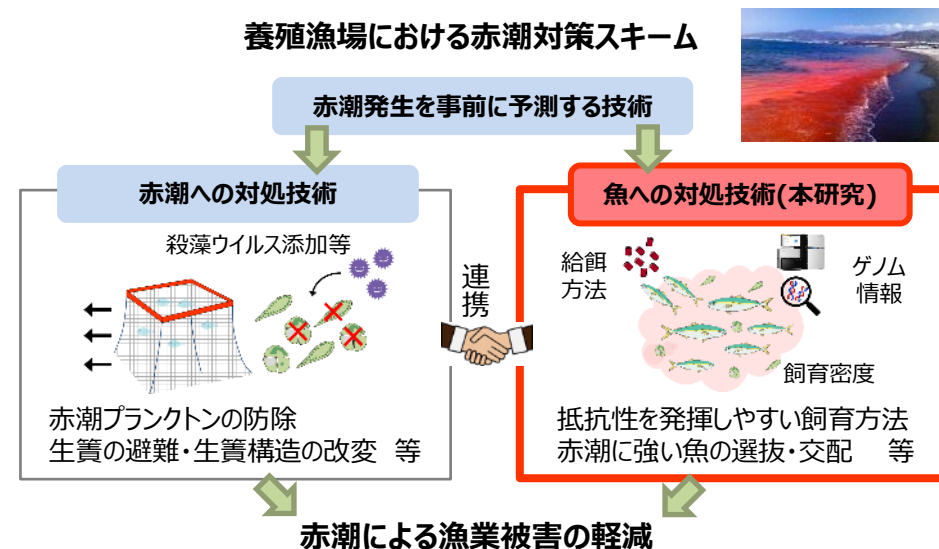 養殖漁場における赤潮対策スキーム
赤潮発生を事前に予測する技術
赤潮への対処技術
殺藻ウイルス添加等
赤潮プランクトンの防除
生簀の避難・生簀構造の改変 等
連携
魚への対処技術(本研究)
給餌
方法
ゲノム
情報
飼育密度
抵抗性を発揮しやすい飼育方法
赤潮に強い魚の選抜・交配 等
赤潮による漁業被害の軽減